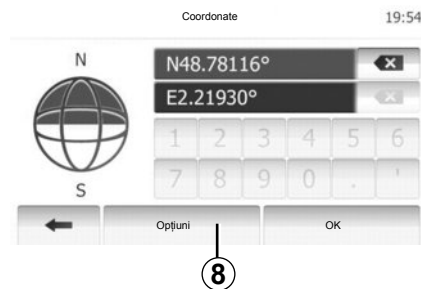 Coordonate 19:54
N
N48.78116°
E2.21930°
1 2 3 4 5 6
7 8 9 0 . '
S
Opțiuni OK
8